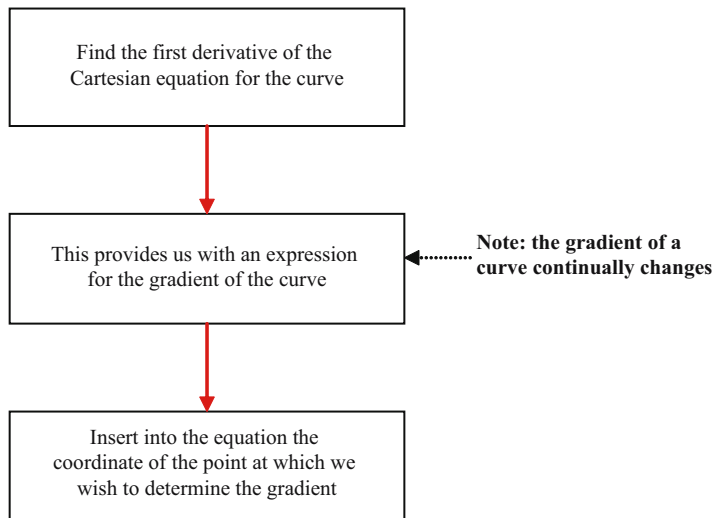 Find the first derivative of the
Cartesian equation for the curve
This provides us with an expression
for the gradient of the curve
Note: the gradient of a
curve continually changes
Insert into the equation the
coordinate of the point at which we
wish to determine the gradient